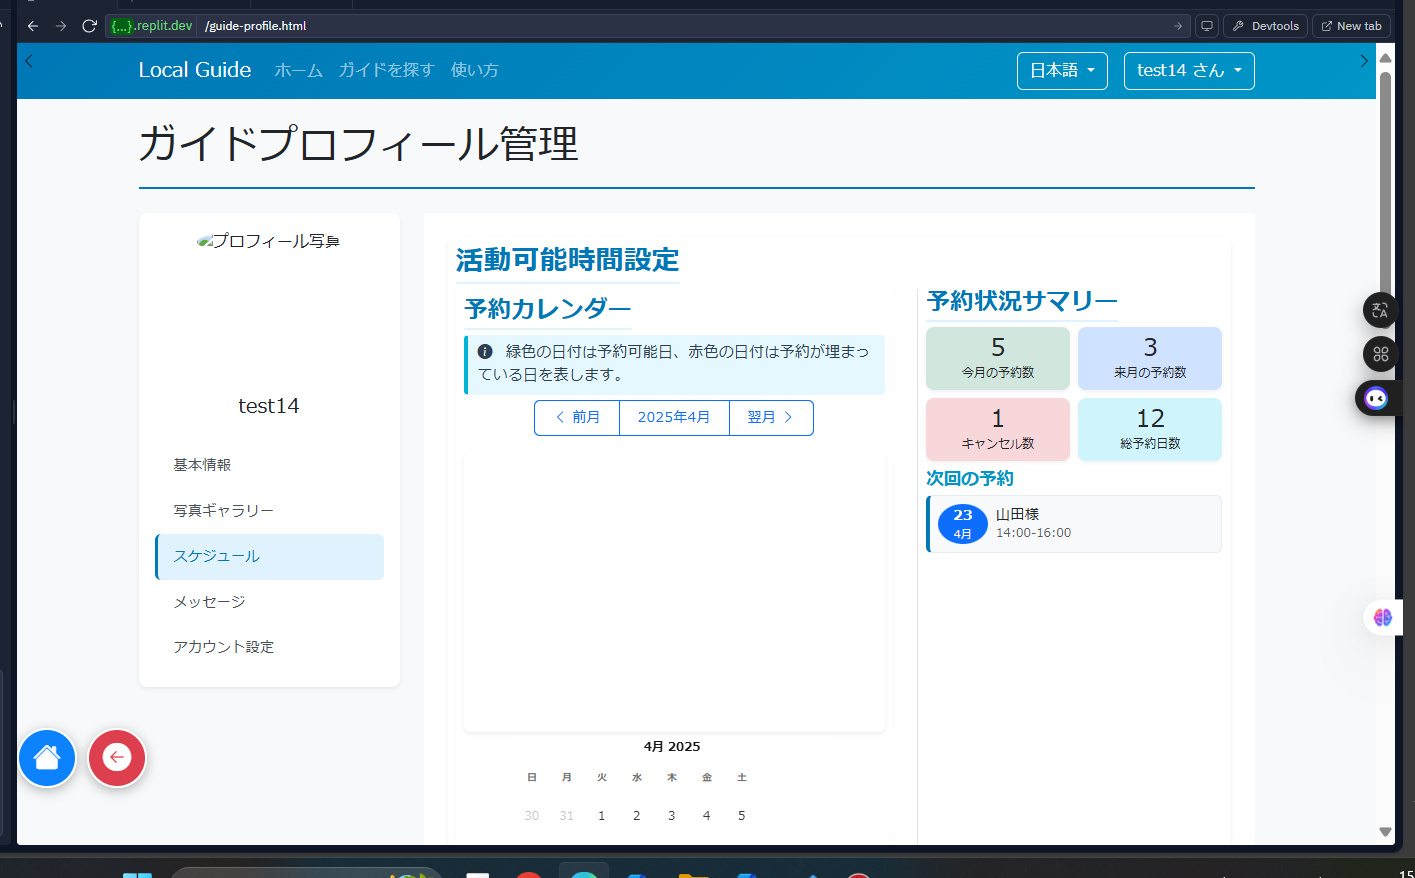 {...}.replit.dev /guide-profile.html
Devtools
New tab
Local Guide ホーム ガイドを探す 使い方 日本語 test14 さん
ガイドプロフィール管理
プロフィール写真
test14
基本情報
写真ギャラリー
スケジュール
メッセージ
アカウント設定
活動可能時間設定
予約カレンダー
緑色の日付は予約可能日、赤色の日付は予約が埋まっ
ている日を表します。
前月 2025年4月 翌月
4月 2025
日 月 火 水 木 金 土
30 31 1 2 3 4 5
予約状況サマリー
5
今月の予約数
3
来月の予約数
1
キャンセル数
12
総予約日数
次回の予約
23
4月
山田様
14:00-16:00